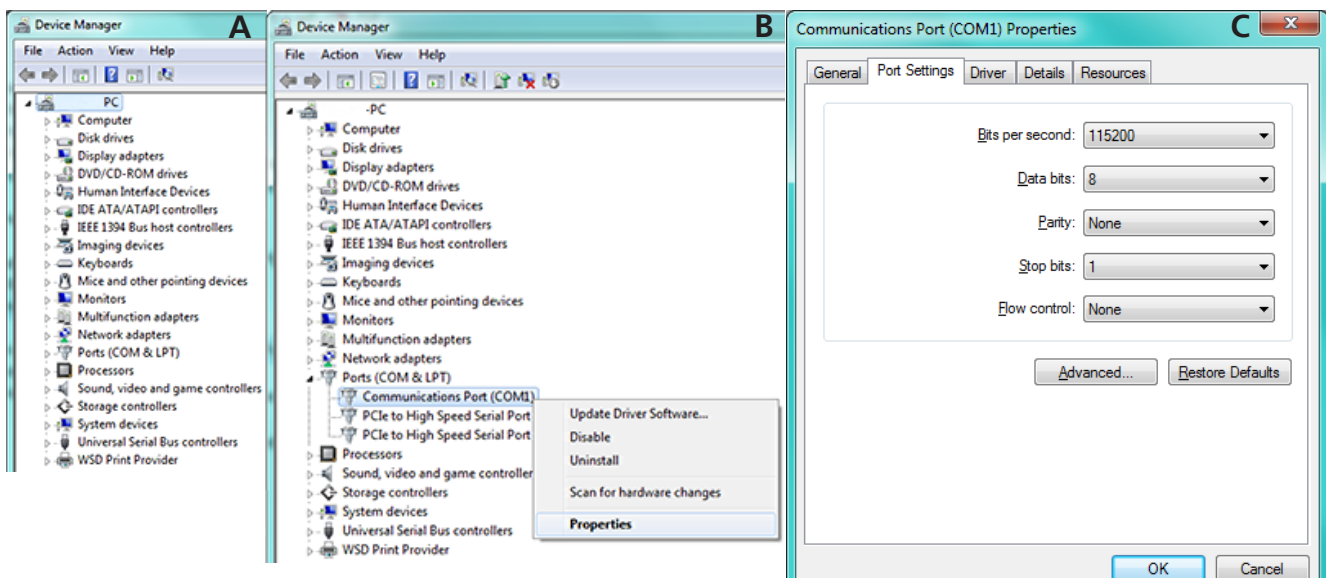 Device Manager A
File Action View Help
PC
Computer
Disk drives
Display adapters
DVD/CD-ROM drives
Human Interface Devices
IDE ATA/ATAPI controllers
IEEE 1394 Bus host controllers
Imaging devices
Keyboards
Mice and other pointing devices
Monitors
Multifunction adapters
Network adapters
Ports (COM & LPT)
Processors
Sound, video and game controllers
Storage controllers
System devices
Universal Serial Bus controllers
WSD Print Provider
Device Manager B
File Action View Help
-PC
Computer
Disk drives
Display adapters
DVD/CD-ROM drives
Human Interface Devices
IDE ATA/ATAPI controllers
IEEE 1394 Bus host controllers
Imaging devices
Keyboards
Mice and other pointing devices
Monitors
Multifunction adapters
Network adapters
Ports (COM & LPT)
Communications Port (COM1)
PCIe to High Speed Serial Port
PCIe to High Speed Serial Port
Processors
Sound, video and game controller
Storage controllers
System devices
Universal Serial Bus controllers
WSD Print Provider
Update Driver Software...
Disable
Uninstall
Scan for hardware changes
Properties
Communications Port (COM1) Properties C
General Port Settings Driver Details Resources
Bits per second: 115200
Data bits: 8
Parity: None
Stop bits: 1
Flow control: None
Advanced... Restore Defaults
OK Cancel